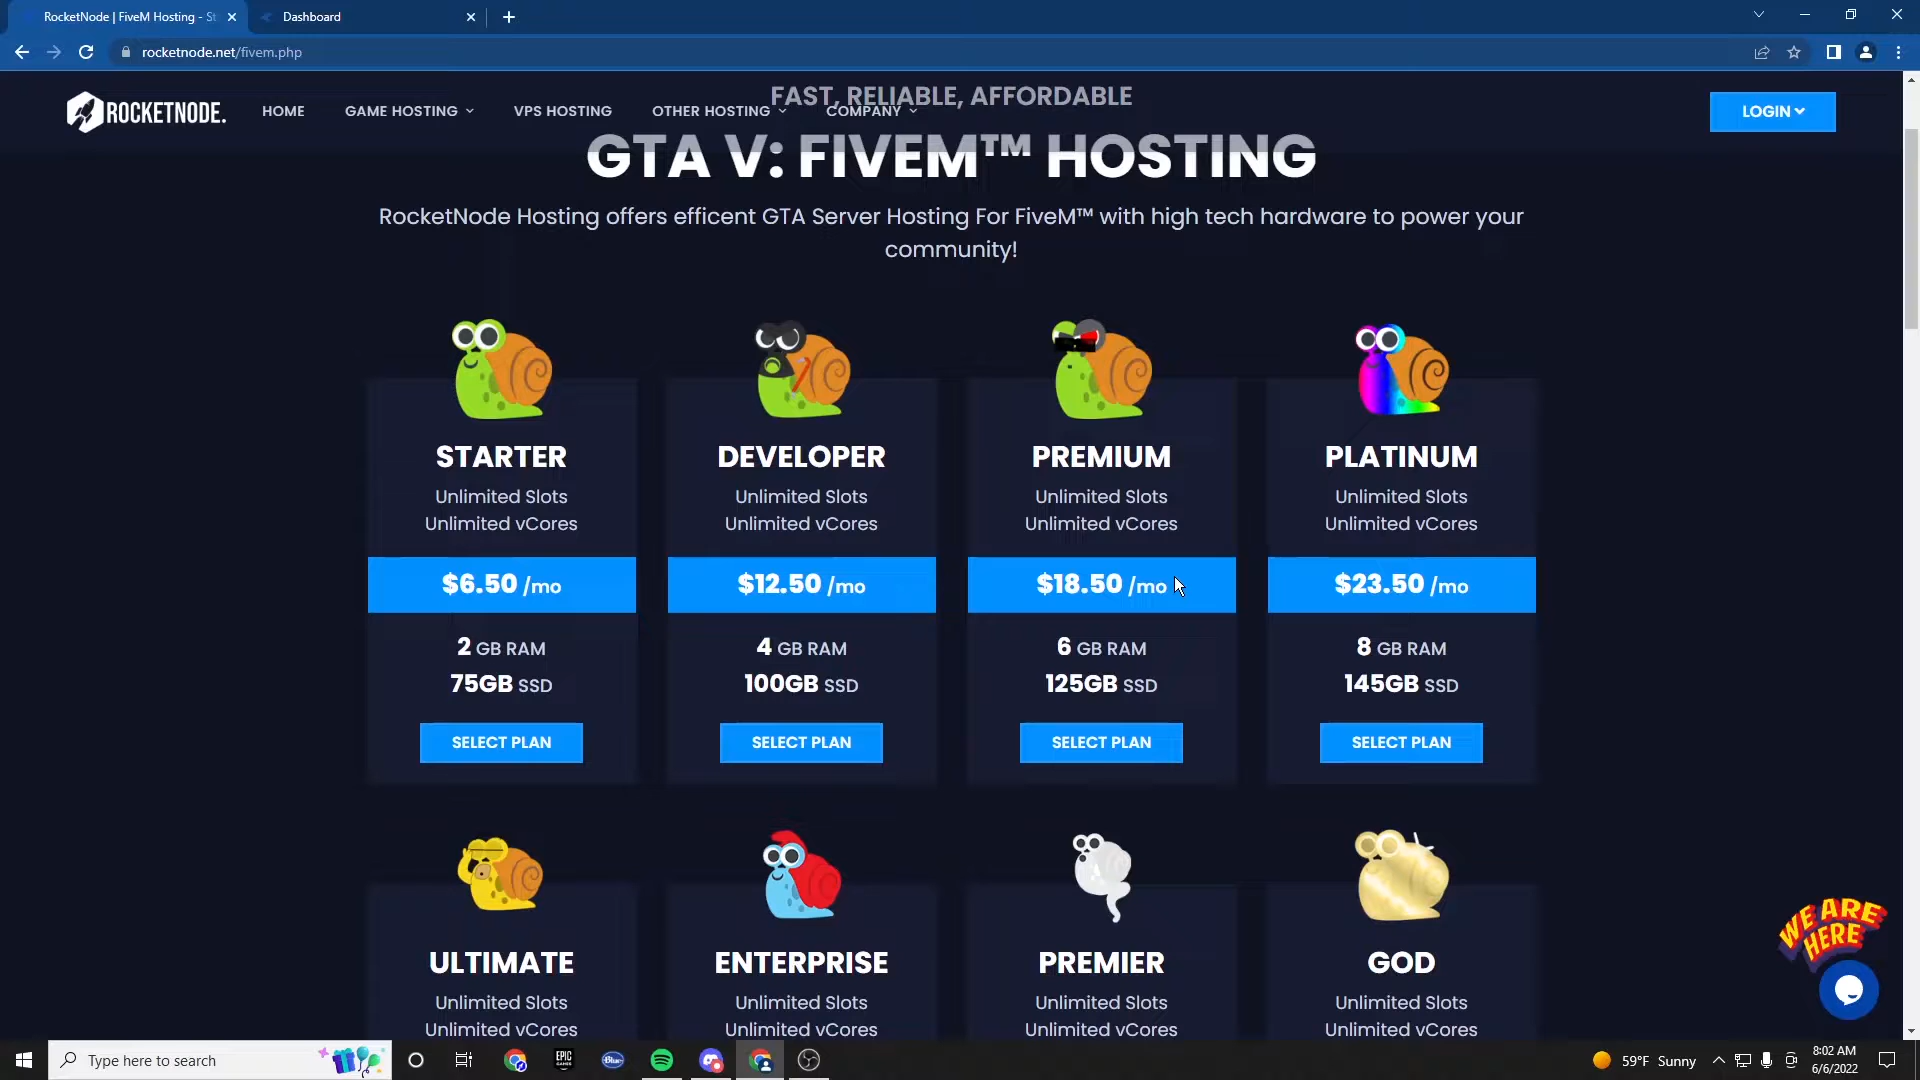 RocketNode | FiveM Hosting - St
Dashboard
rocketnode.net/fivem.php
ROCKETNODE.
HOME
GAME HOSTING
VPS HOSTING
OTHER HOSTING
COMPANY
LOGIN
FAST, RELIABLE, AFFORDABLE
GTA V: FIVEM™ HOSTING
RocketNode Hosting offers efficent GTA Server Hosting For FiveM™ with high tech hardware to power your
community!
STARTER
Unlimited Slots
Unlimited vCores
$6.50 /mo
2 GB RAM
75GB SSD
SELECT PLAN
DEVELOPER
Unlimited Slots
Unlimited vCores
$12.50 /mo
4 GB RAM
100GB SSD
SELECT PLAN
PREMIUM
Unlimited Slots
Unlimited vCores
$18.50 /mo
6 GB RAM
125GB SSD
SELECT PLAN
PLATINUM
Unlimited Slots
Unlimited vCores
$23.50 /mo
8 GB RAM
145GB SSD
SELECT PLAN
ULTIMATE
Unlimited Slots
Unlimited vCores
ENTERPRISE
Unlimited Slots
Unlimited vCores
PREMIER
Unlimited Slots
Unlimited vCores
GOD
Unlimited Slots
Unlimited vCores
WE ARE
HERE
Type here to search
EPIC
GAMES
Blue
59°F Sunny
8:02 AM
6/6/2022